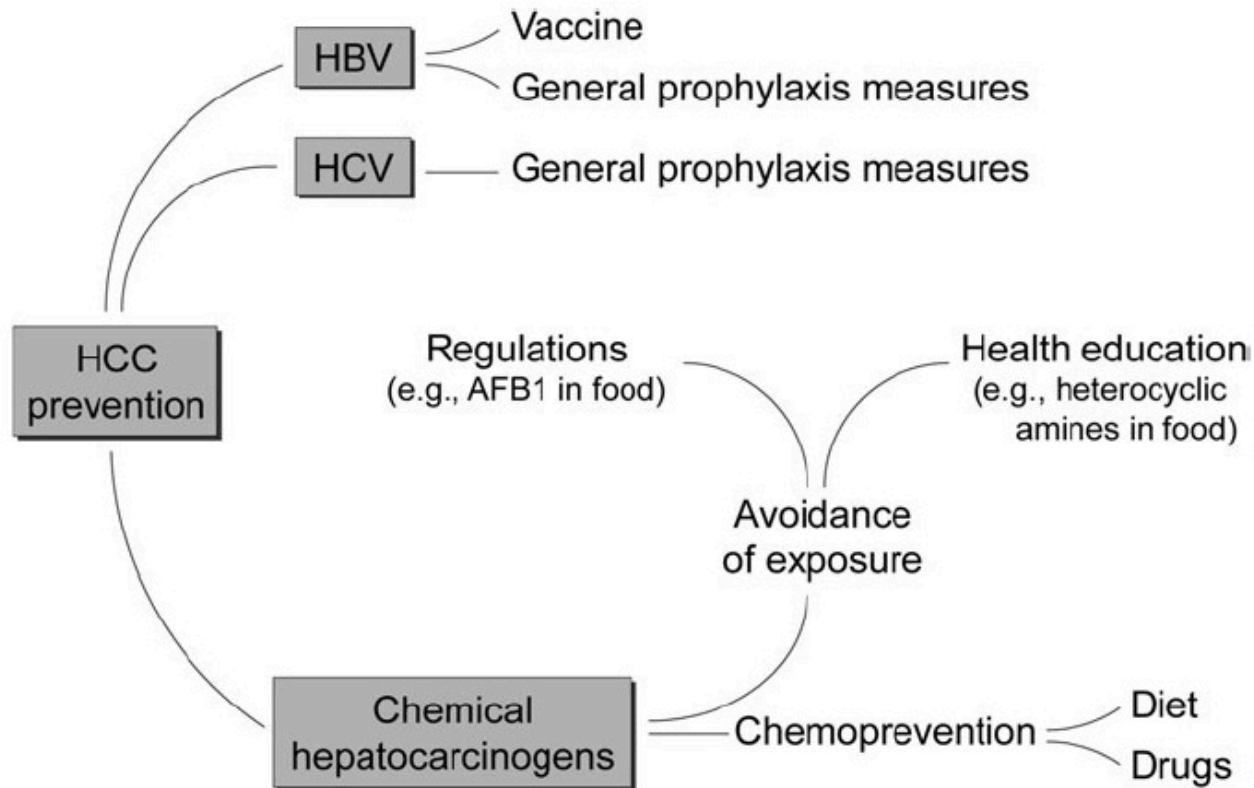 Vaccine
HBV
General prophylaxis measures
HCV
General prophylaxis measures
HCC
prevention
Regulations
(e.g., AFB1 in food)
Health education
(e.g., heterocyclic
amines in food)
Avoidance
of exposure
Chemical
hepatocarcinogens
Chemoprevention
Diet
Drugs